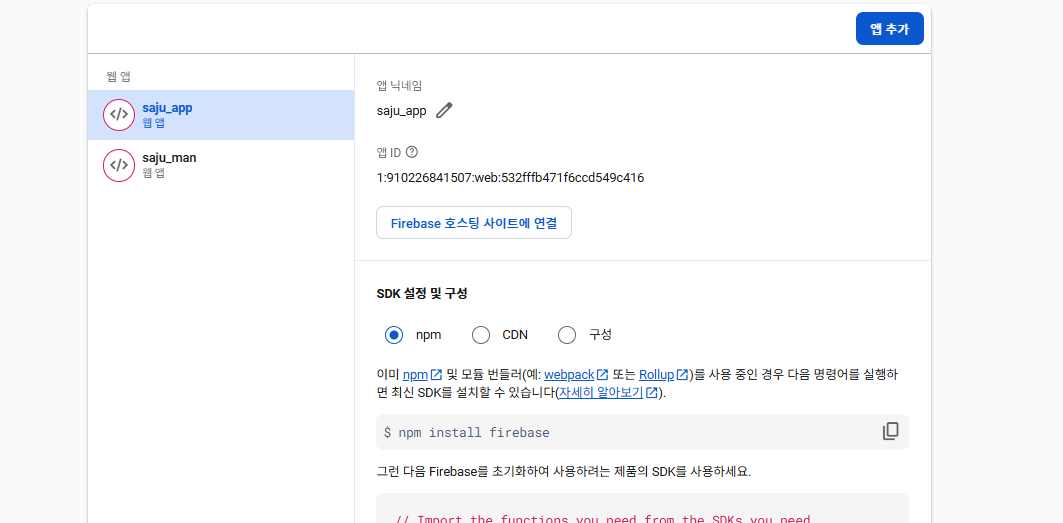 앱 추가
웹 앱
saju_app
웹 앱
saju_man
웹 앱
앱 닉네임
saju_app
앱 ID
1:910226841507:web:532fffb471f6ccd549c416
Firebase 호스팅 사이트에 연결
SDK 설정 및 구성
npm
CDN
구성
이미 npm 및 모듈 번들러(예: webpack 또는 Rollup)를 사용 중인 경우 다음 명령어를 실행하
면 최신 SDK를 설치할 수 있습니다(자세히 알아보기).
$ npm install firebase
그런 다음 Firebase를 초기화하여 사용하려는 제품의 SDK를 사용하세요.
// Import the functions you need from the SDKs you need